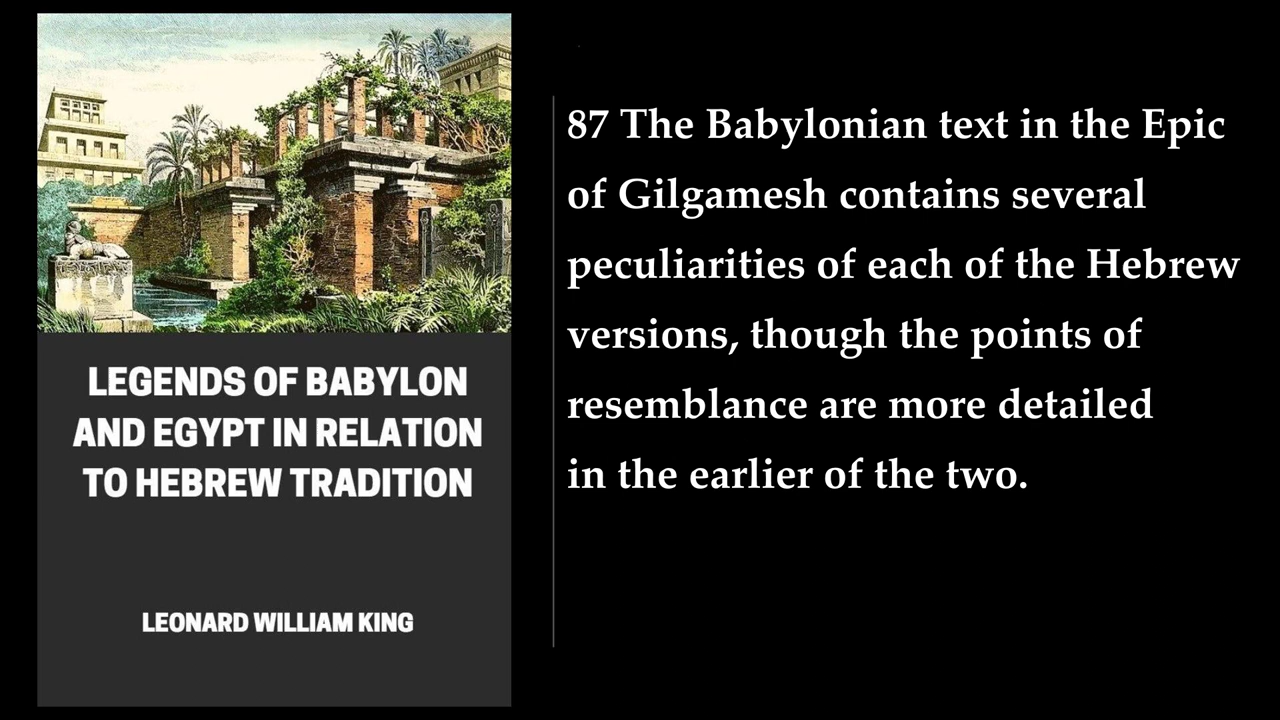 LEGENDS OF BABYLON
AND EGYPT IN RELATION
TO HEBREW TRADITION
LEONARD WILLIAM KING
87 The Babylonian text in the Epic
of Gilgamesh contains several
peculiarities of each of the Hebrew
versions, though the points of
resemblance are more detailed
in the earlier of the two.